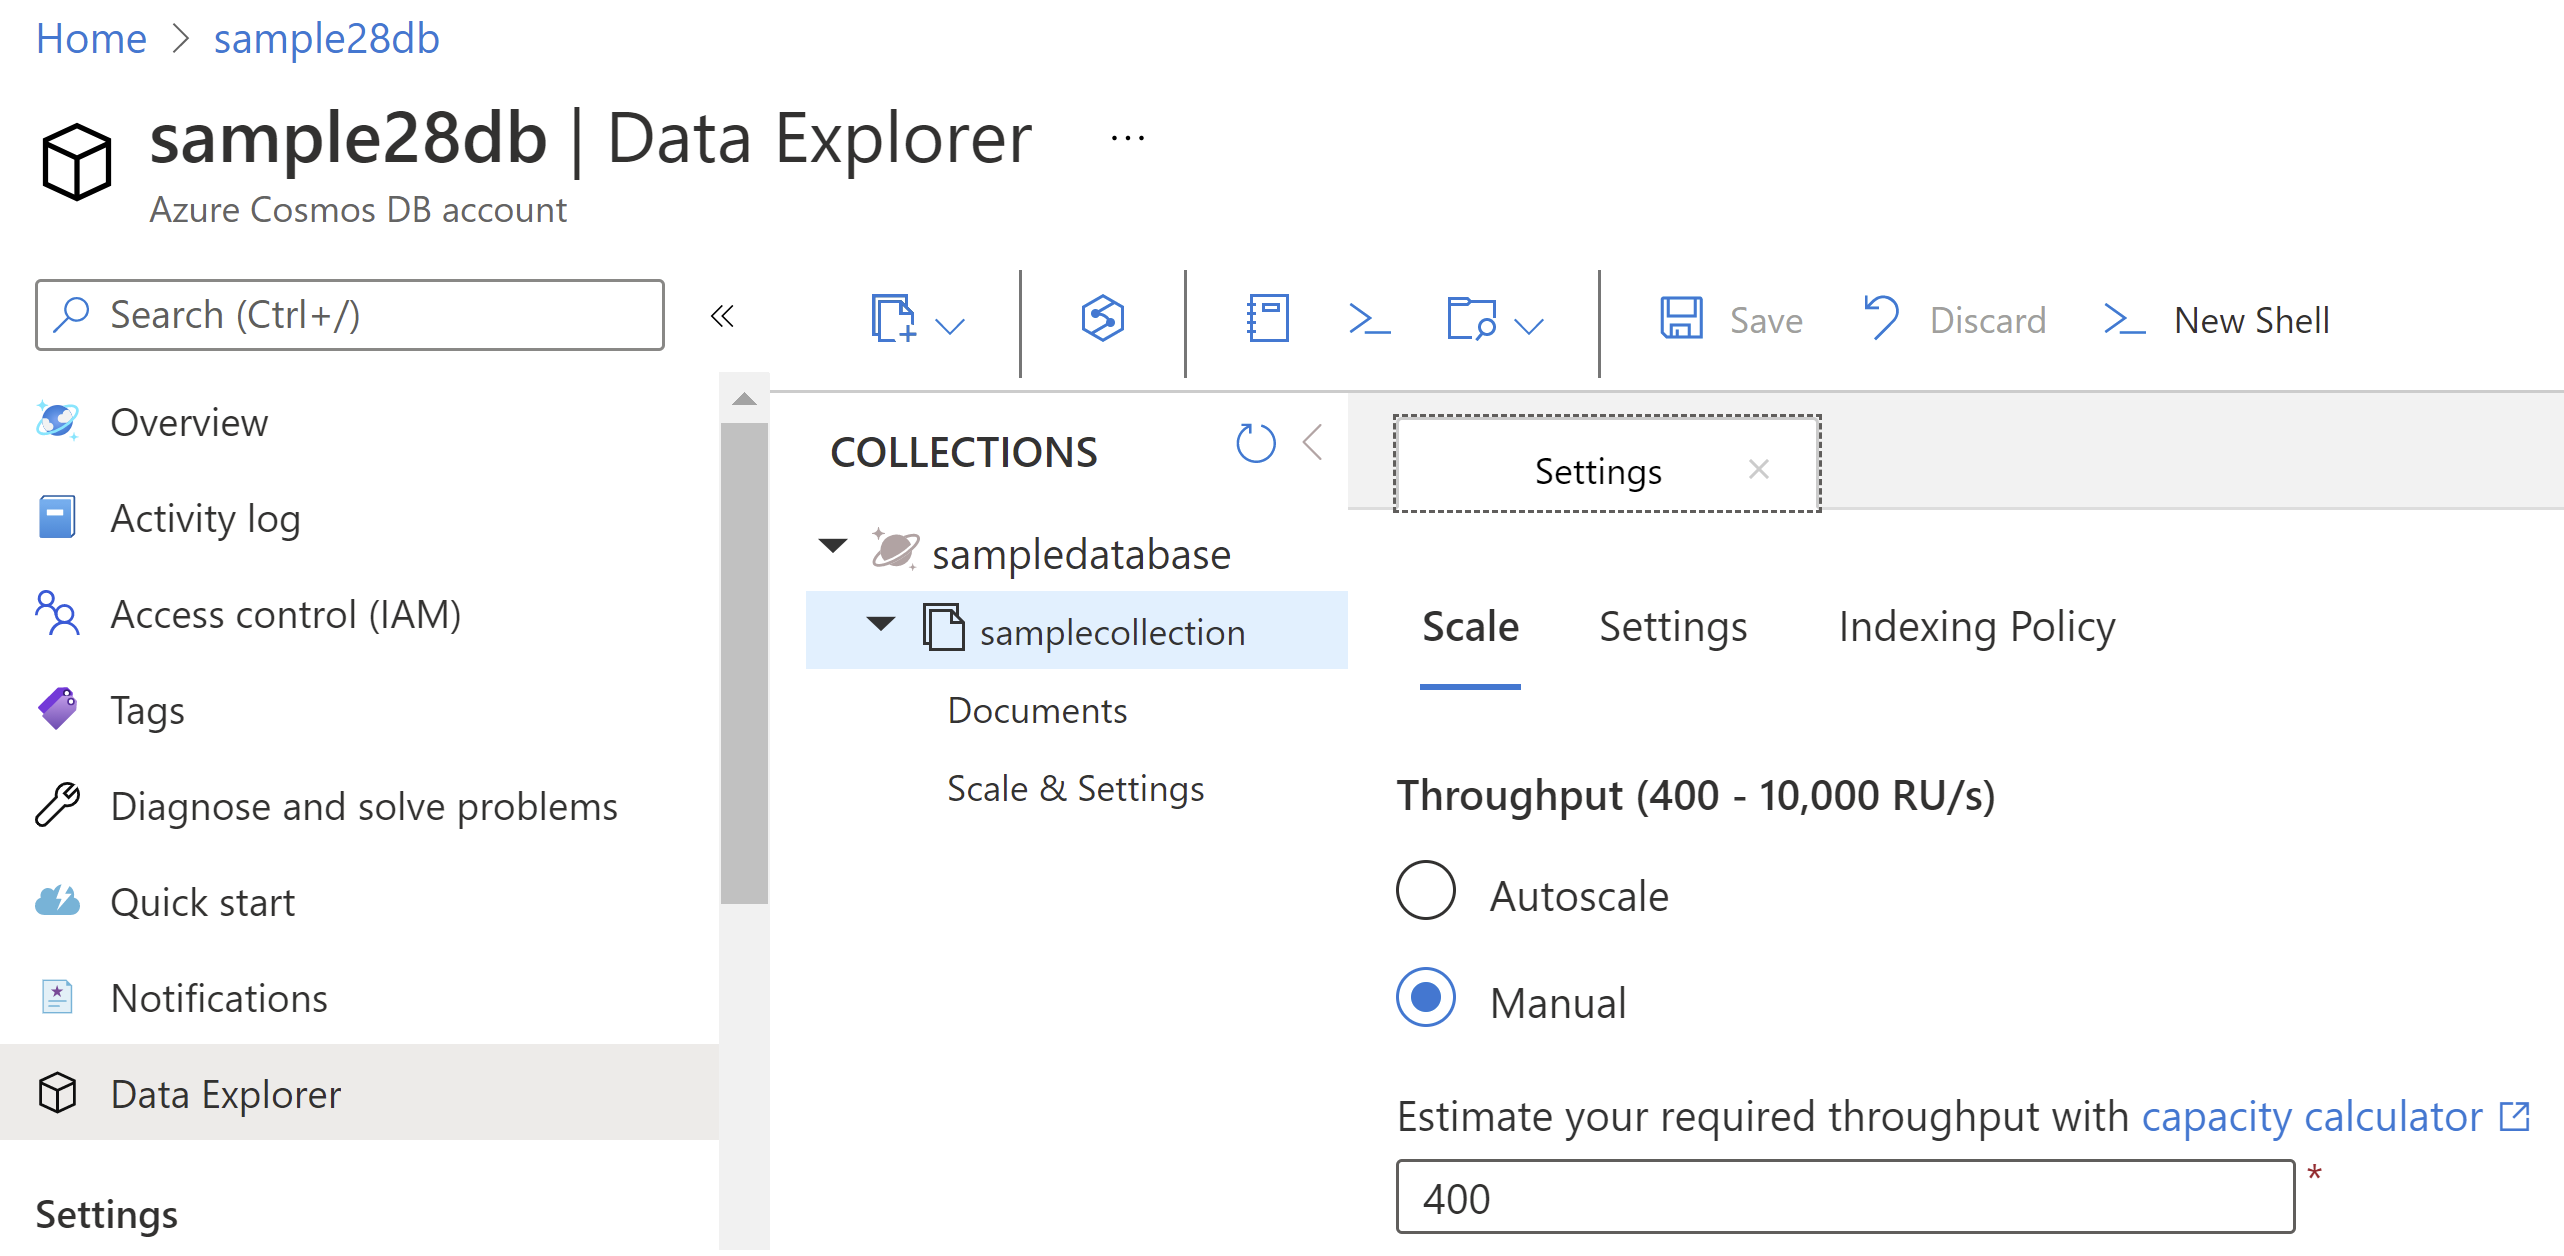 Home > sample28db
sample28db | Data Explorer ...
Azure Cosmos DB account
Search (Ctrl+/)
«
Save
Discard
New Shell
Overview
Activity log
Access control (IAM)
Tags
Diagnose and solve problems
Quick start
Notifications
Data Explorer
Settings
COLLECTIONS
sampledatabase
samplecollection
Documents
Scale & Settings
Settings
Scale Settings Indexing Policy
Throughput (400 - 10,000 RU/s)
Autoscale
Manual
Estimate your required throughput with capacity calculator
400 *